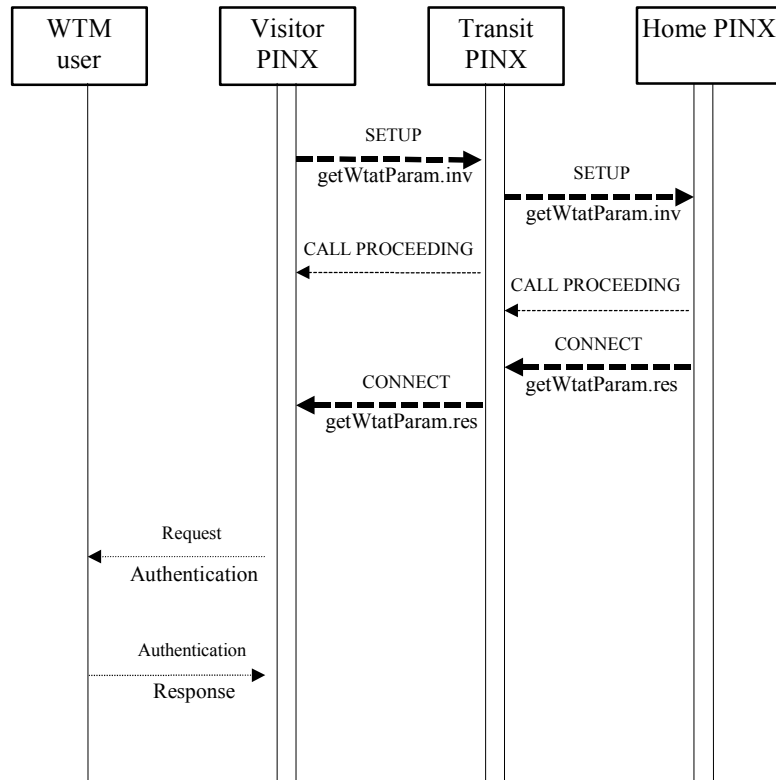 WTM
user
Visitor
PINX
Transit
PINX
Home PINX
SETUP
getWtatParam.inv
SETUP
getWtatParam.inv
CALL PROCEEDING
CALL PROCEEDING
CONNECT
getWtatParam.res
CONNECT
getWtatParam.res
Request
Authentication
Authentication
Response